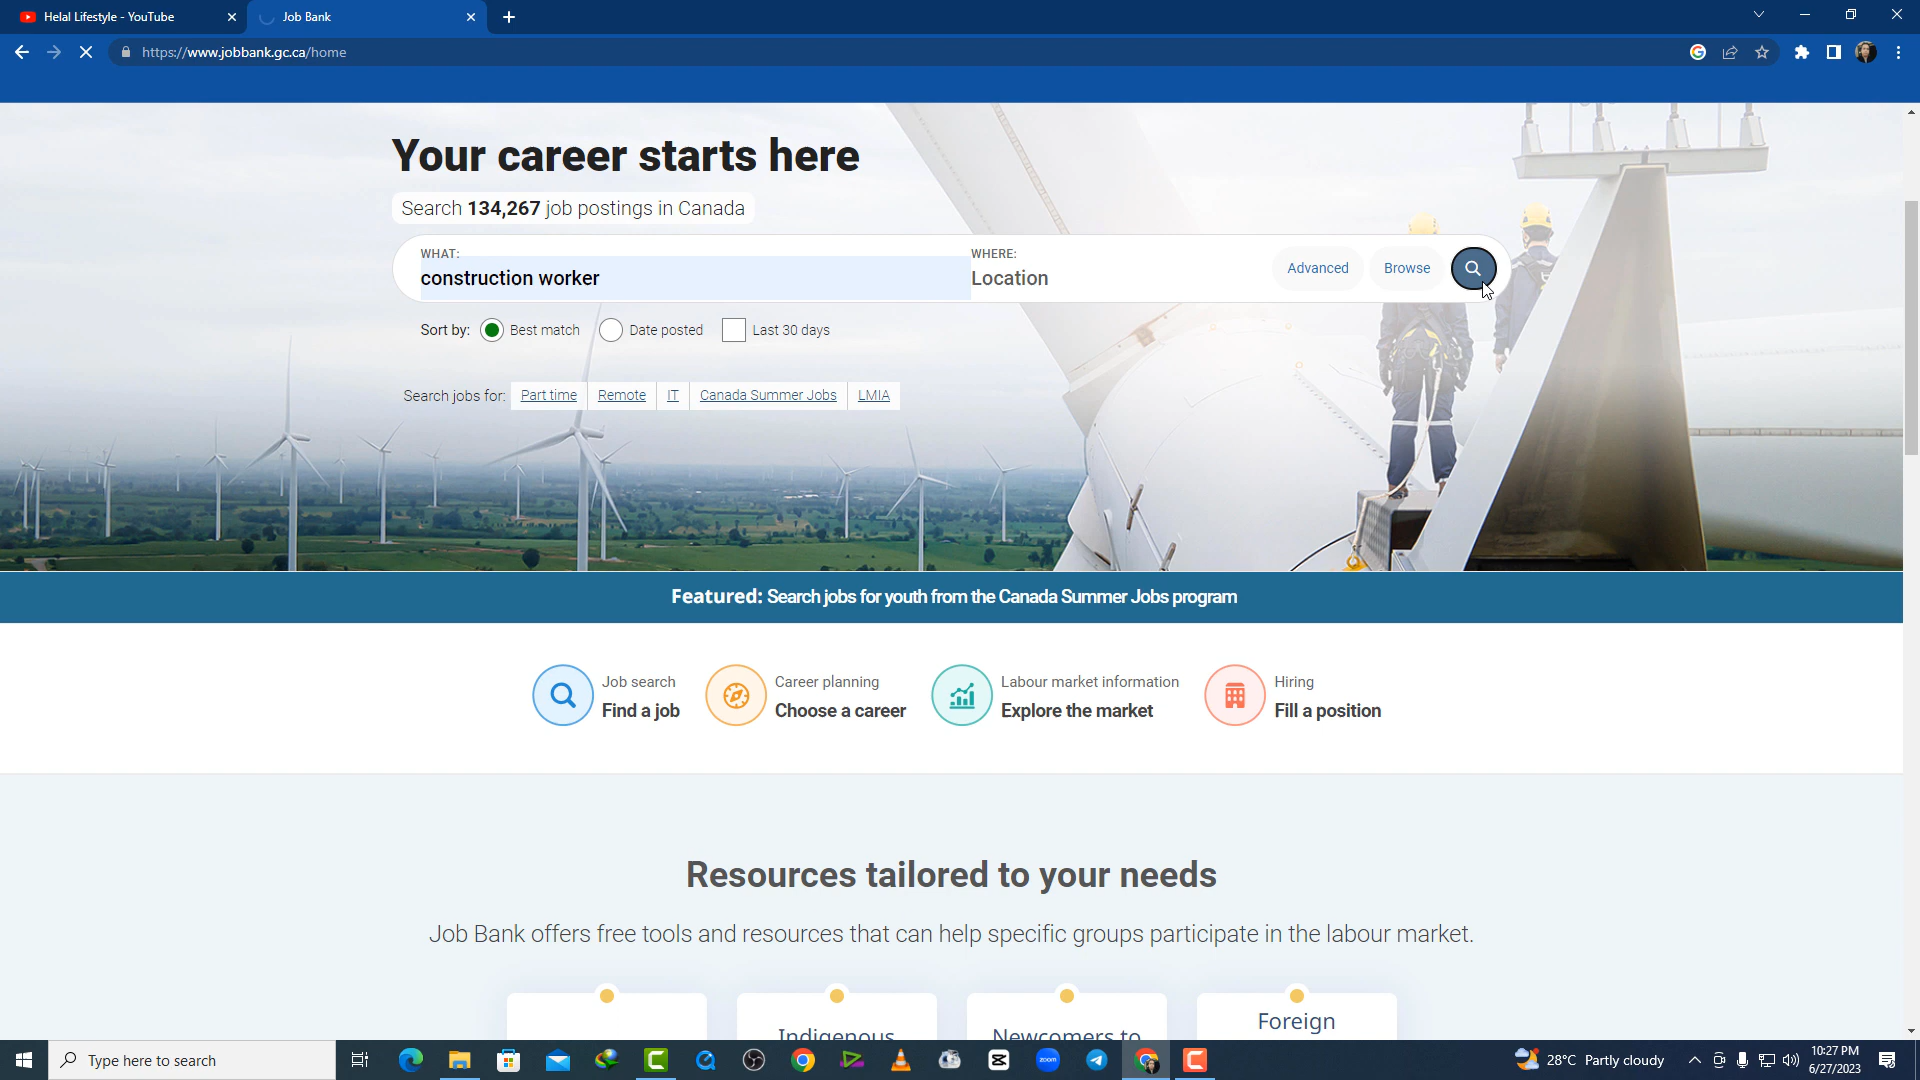 Helal Lifestyle - YouTube
Job Bank
https://www.jobbank.gc.ca/home
Your career starts here
Search 134,267 job postings in Canada
WHAT:
construction worker
WHERE:
Location
Advanced
Browse
Sort by: Best match Date posted Last 30 days
Search jobs for: Part time Remote IT Canada Summer Jobs LMIA
Featured: Search jobs for youth from the Canada Summer Jobs program
Job search
Find a job
Career planning
Choose a career
Labour market information
Explore the market
Hiring
Fill a position
Resources tailored to your needs
Job Bank offers free tools and resources that can help specific groups participate in the labour market.
Indigenous
Newcomers to
Foreign
Type here to search
zoom
28°C Partly cloudy
10:27 PM
6/27/2023